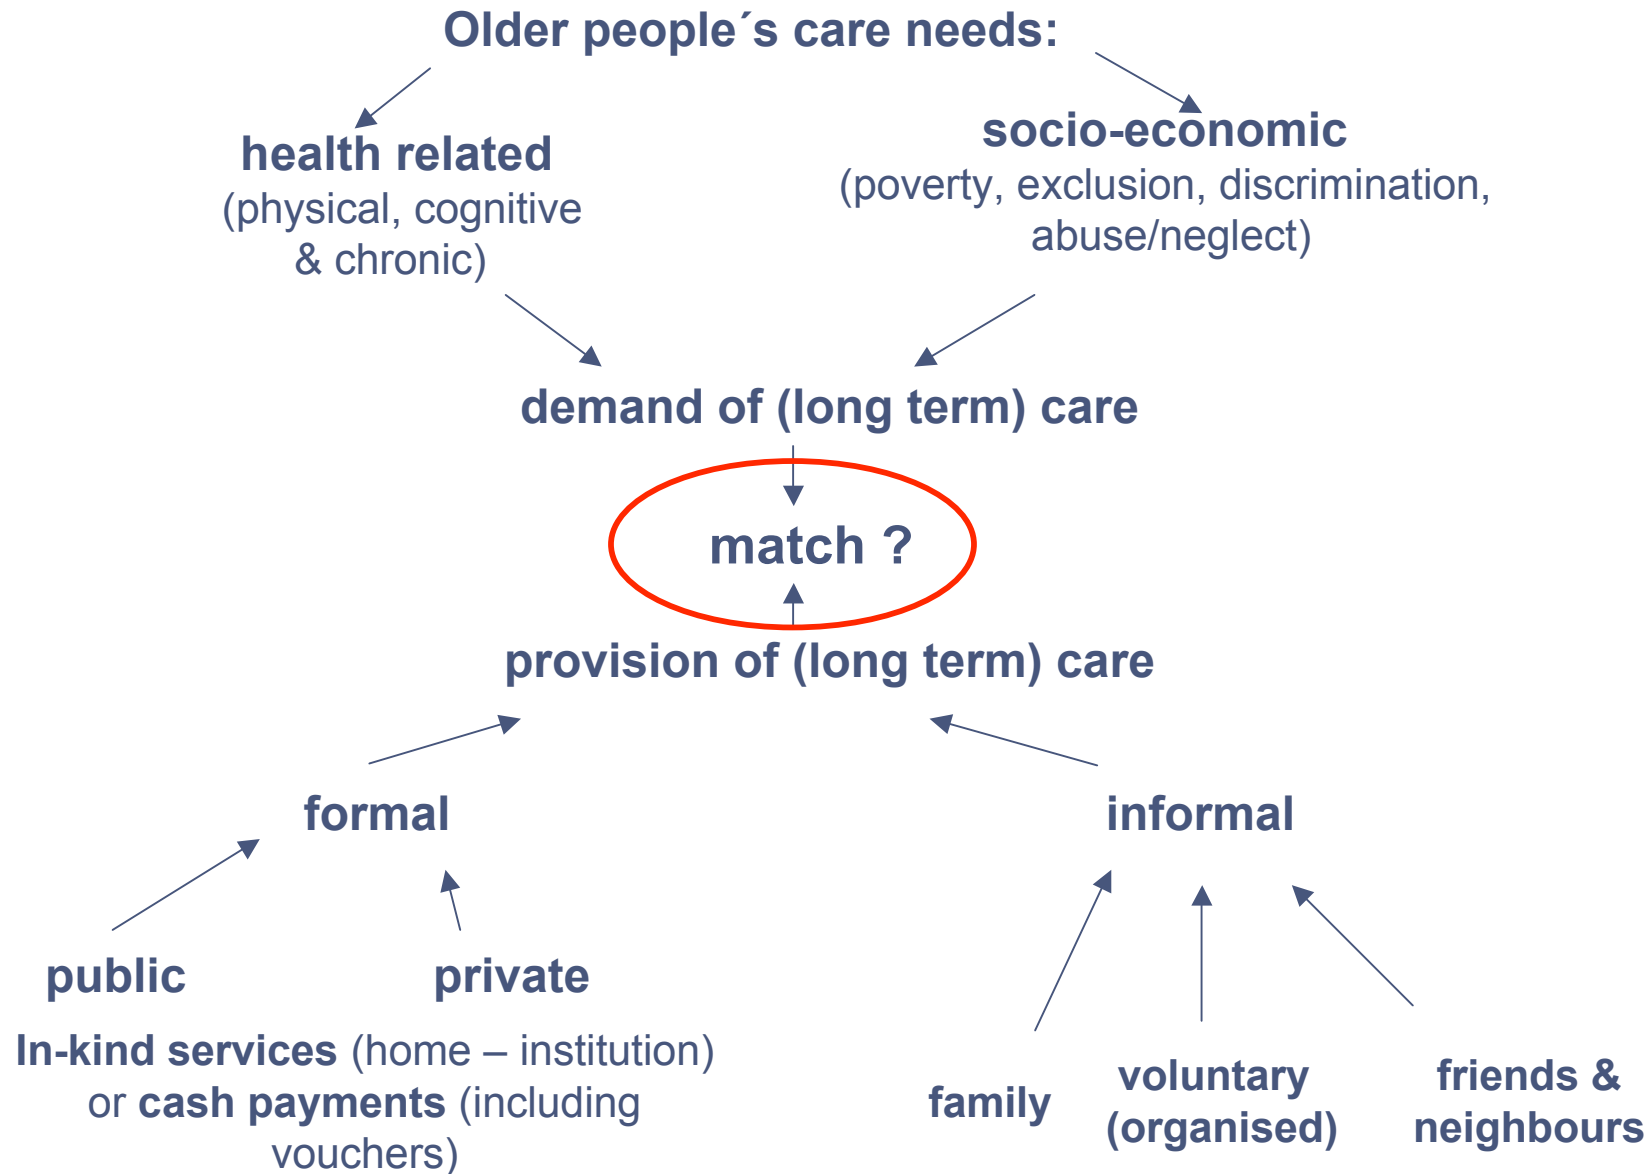 Older people´s care needs:
health related
(physical, cognitive
& chronic)
socio-economic
(poverty, exclusion, discrimination,
abuse/neglect)
demand of (long term) care
match ?
provision of (long term) care
formal
informal
public
private
In-kind services (home – institution)
or cash payments (including
vouchers)
family
voluntary
(organised)
friends &
neighbours